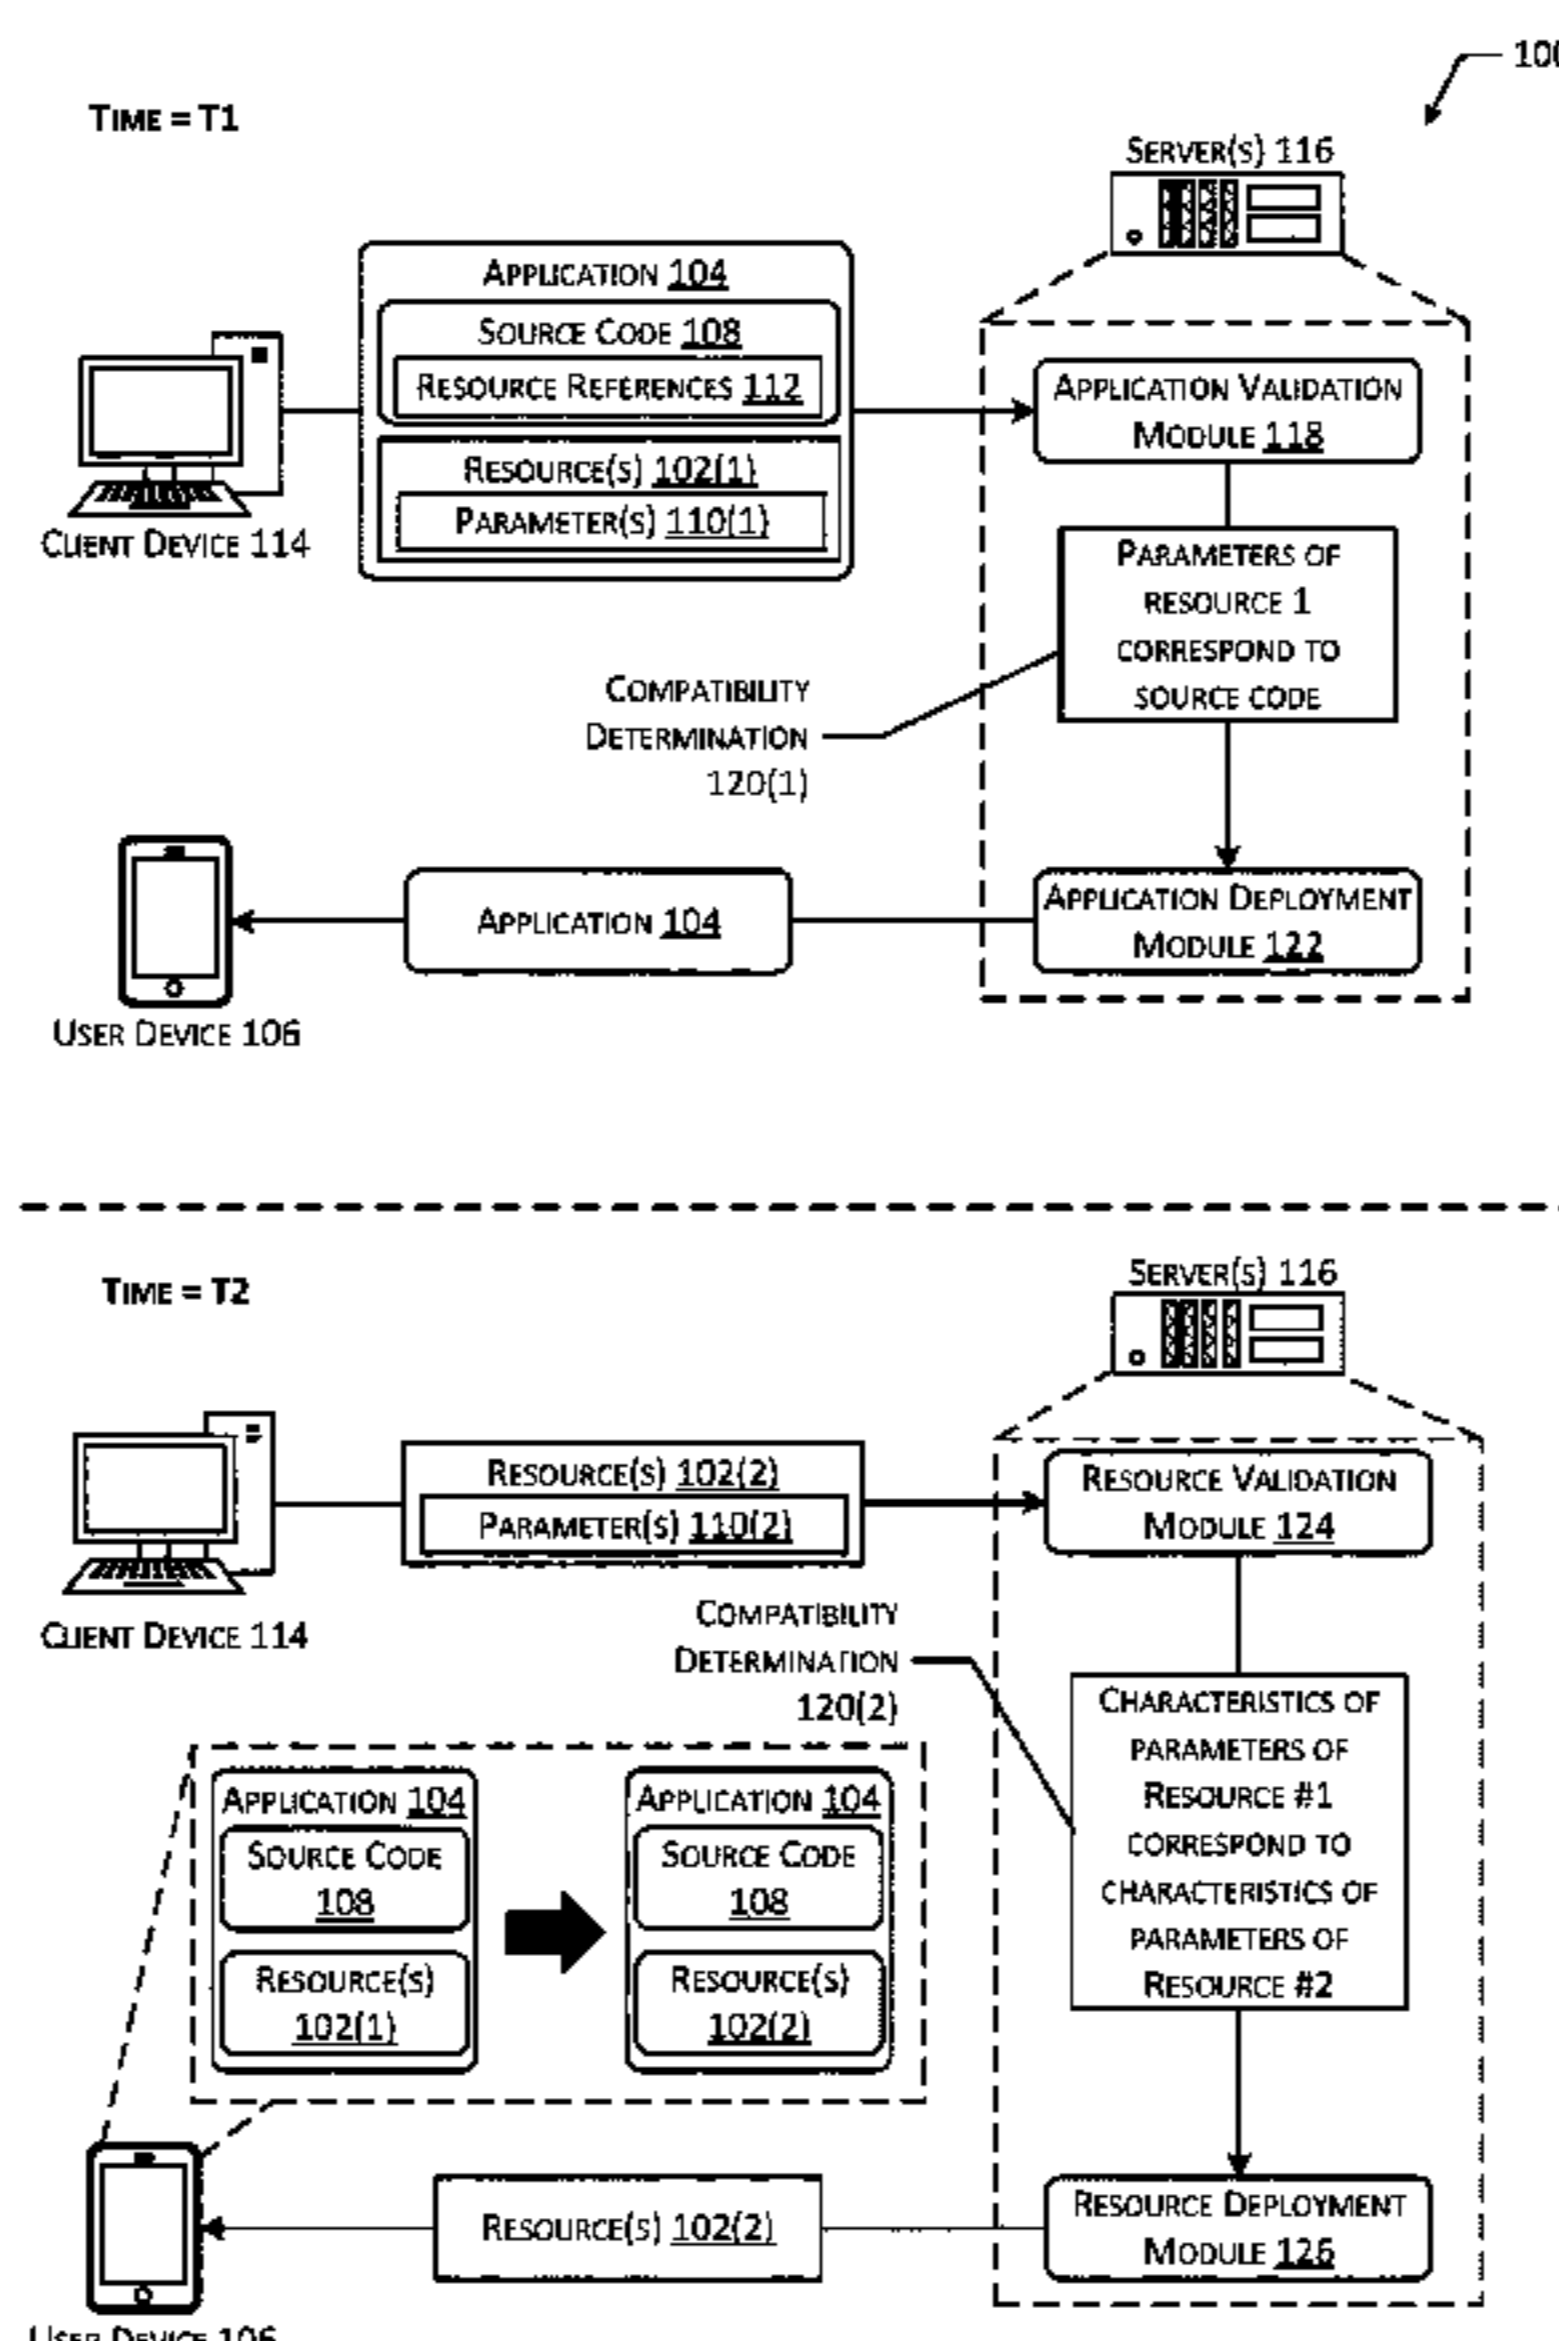 100
TIME = T1
SERVER(S) 116
APPLICATION 104
SOURCE CODE 108
RESOURCE REFERENCES 112
RESOURCE(S) 102(1)
PARAMETER(S) 110(1)
CLIENT DEVICE 114
APPLICATION VALIDATION
MODULE 118
PARAMETERS OF
RESOURCE 1
CORRESPOND TO
SOURCE CODE
COMPATIBILITY
DETERMINATION
120(1)
APPLICATION 104
APPLICATION DEPLOYMENT
MODULE 122
USER DEVICE 106
TIME = T2
SERVER(S) 116
RESOURCE(S) 102(2)
PARAMETER(S) 110(2)
RESOURCE VALIDATION
MODULE 124
CLIENT DEVICE 114
COMPATIBILITY
DETERMINATION
120(2)
CHARACTERISTICS OF
PARAMETERS OF
RESOURCE #1
CORRESPOND TO
CHARACTERISTICS OF
PARAMETERS OF
RESOURCE #2
APPLICATION 104
SOURCE CODE
108
RESOURCE(S)
102(1)
APPLICATION 104
SOURCE CODE
108
RESOURCE(S)
102(2)
RESOURCE(S) 102(2)
RESOURCE DEPLOYMENT
MODULE 126
USER DEVICE 106